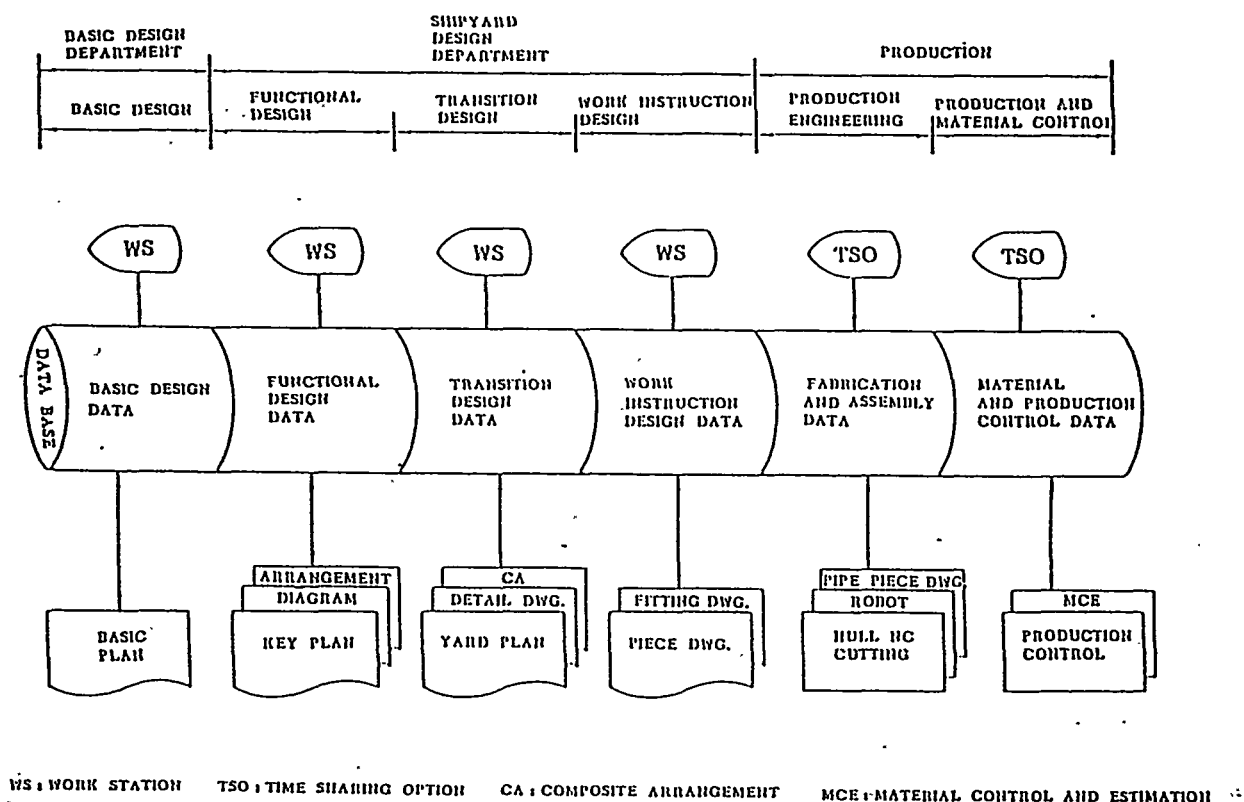 BASIC DESIGN
DEPARTMENT
SHIPYARD
DESIGN
DEPARTMENT
PRODUCTION
BASIC DESIGN
FUNCTIONAL
DESIGN
TRANSITION
DESIGN
WORK INSTRUCTION
DESIGN
PRODUCTION
ENGINEERING
PRODUCTION AND
MATERIAL CONTROL
WS
WS
WS
WS
TSO
TSO
DATA BASE
BASIC DESIGN
DATA
FUNCTIONAL
DESIGN
DATA
TRANSITION
DESIGN
DATA
WORK
INSTRUCTION
DESIGN DATA
FABRICATION
AND ASSEMBLY
DATA
MATERIAL
AND PRODUCTION
CONTROL DATA
BASIC
PLAN
ARRANGEMENT
DIAGRAM
KEY PLAN
CA
DETAIL DWG.
YARD PLAN
FITTING DWG.
PIECE DWG.
PIPE PIECE DWG
ROBOT
HULL NC
CUTTING
MCE
PRODUCTION
CONTROL
WS : WORK STATION TSO : TIME SHARING OPTION CA : COMPOSITE ARRANGEMENT MCE : MATERIAL CONTROL AND ESTIMATION